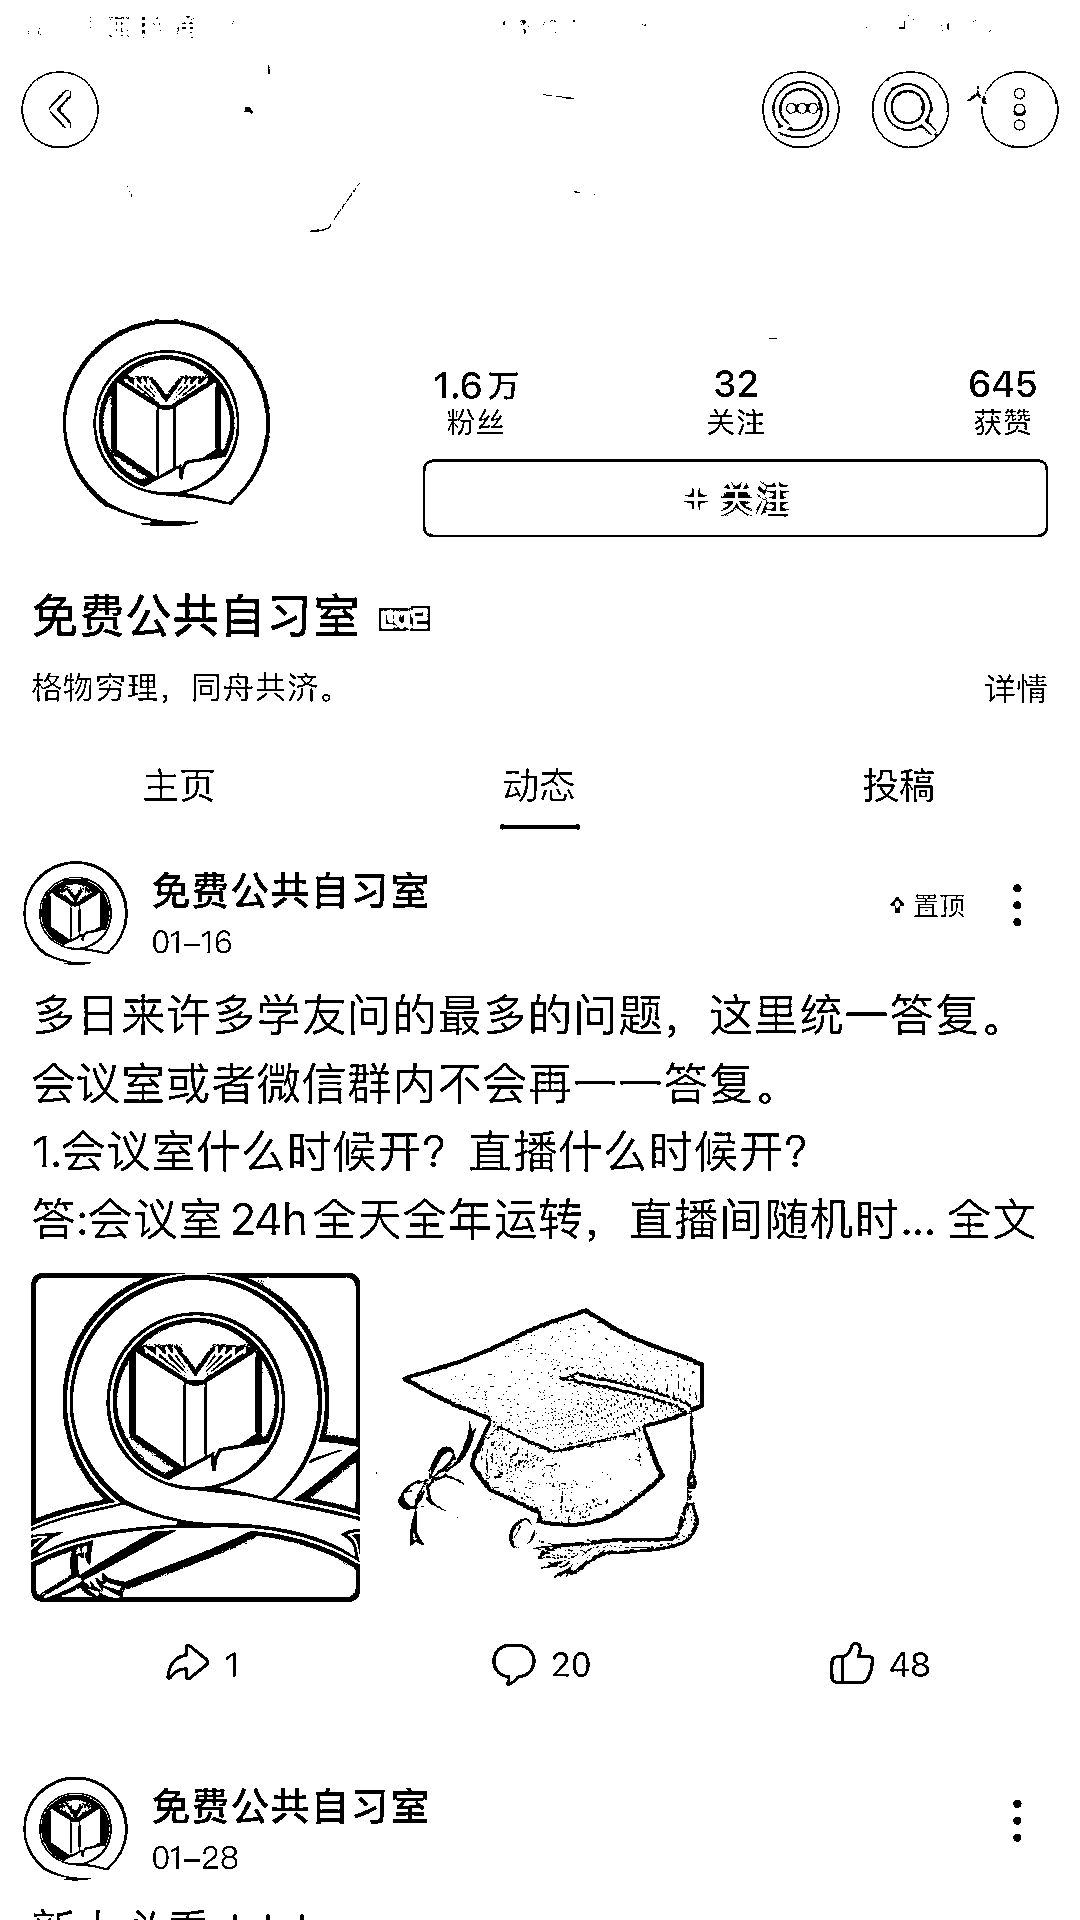 1.6万
32
645
粉丝
关注
获赞
关注
免费公共自习室
格物穷理，同舟共济。
详情
主页
动态
投稿
免费公共自习室
置顶
01-16
多日来许多学友问的最多的问题，这里统一答复。
会议室或者微信群内不会再一一答复。
1.会议室什么时候开？直播什么时候开？
答:会议室24h全天全年运转，直播间随机时... 全文
1
20
48
免费公共自习室
01-28